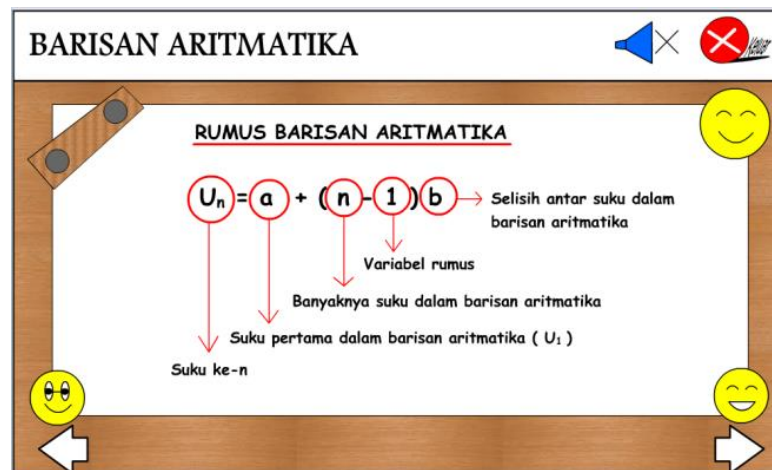 BARISAN ARITMATIKA
Keluar
RUMUS BARISAN ARITMATIKA
Uₙ = a + (n-1) b
Selisih antar suku dalam
barisan aritmatika
Variabel rumus
Banyaknya suku dalam barisan aritmatika
Suku pertama dalam barisan aritmatika ( U₁ )
Suku ke-n